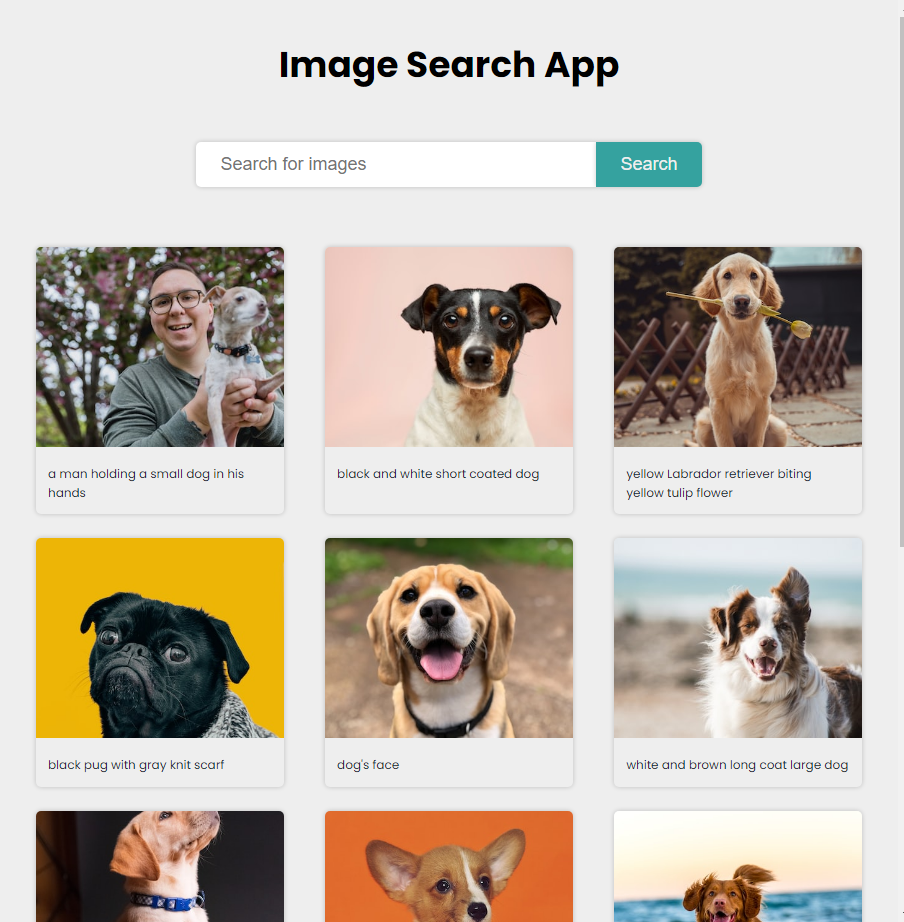 Image Search App
Search for images
Search
a man holding a small dog in his
hands
black and white short coated dog
yellow Labrador retriever biting
yellow tulip flower
black pug with gray knit scarf
dog's face
white and brown long coat large dog